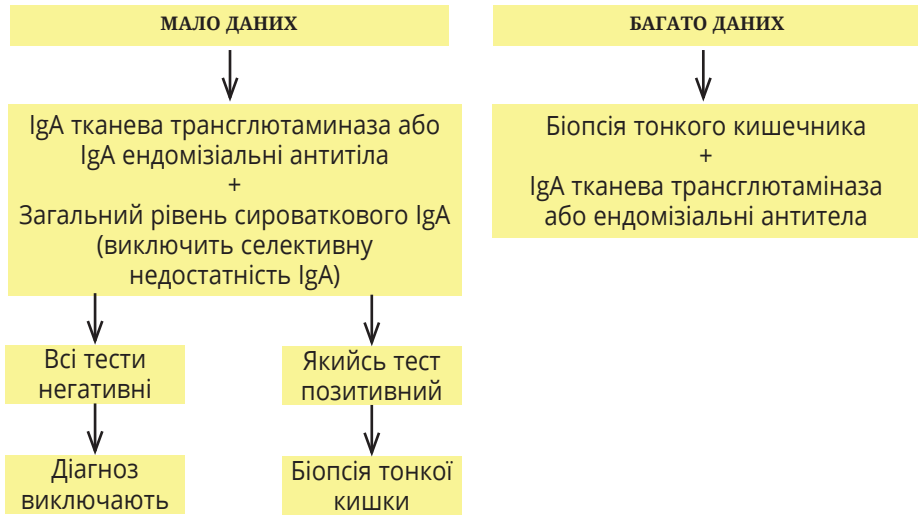 МАЛО ДАНИХ
IgA тканева трансглютаминаза або
IgA ендомізіальні антитіла
+
Загальний рівень сироваткового IgA
(виключить селективну
недостатність IgA)
Всі тести
негативні
Діагноз
виключають
Якийсь тест
позитивний
Біопсія тонкої
кишки
БАГАТО ДАНИХ
Біопсія тонкого кишечника
+
IgA тканева трансглютаміназа
або ендомізіальні антитела